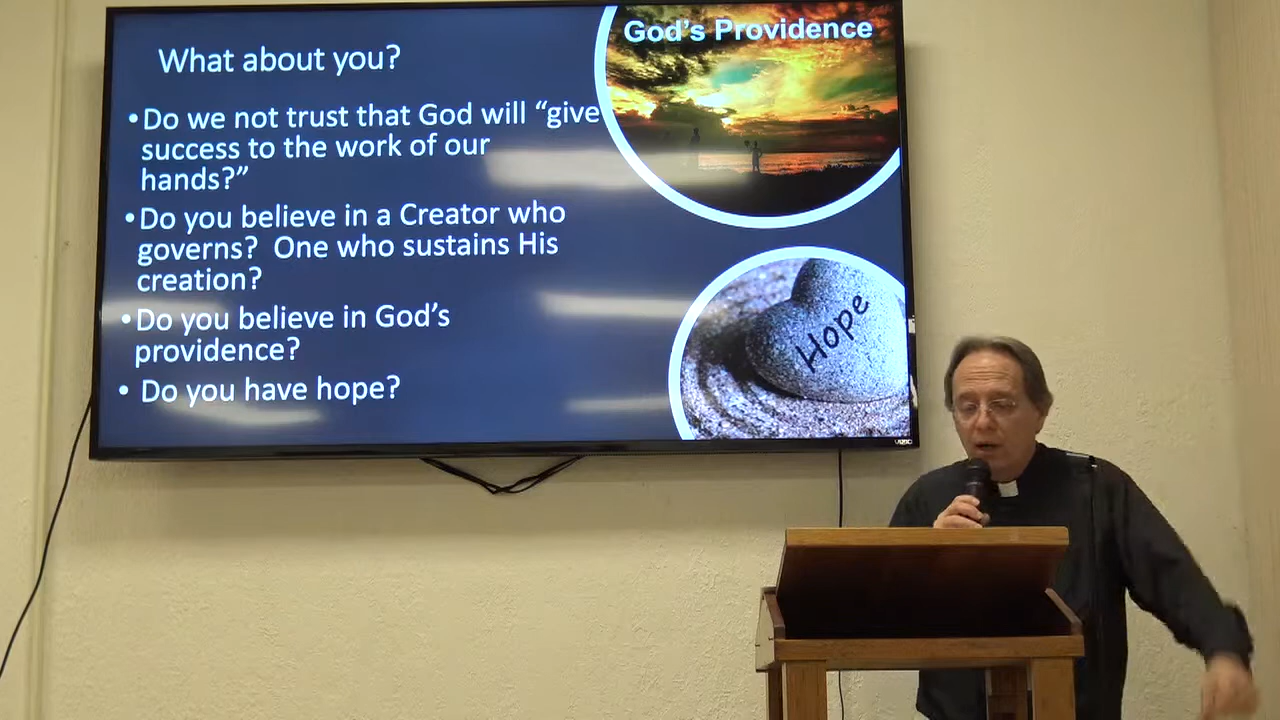 God's Providence
What about you?
•Do we not trust that God will “give
success to the work of our
hands?”
•Do you believe in a Creator who
governs?  One who sustains His
creation?
•Do you believe in God's
providence?
• Do you have hope?
Hope
VIZIO